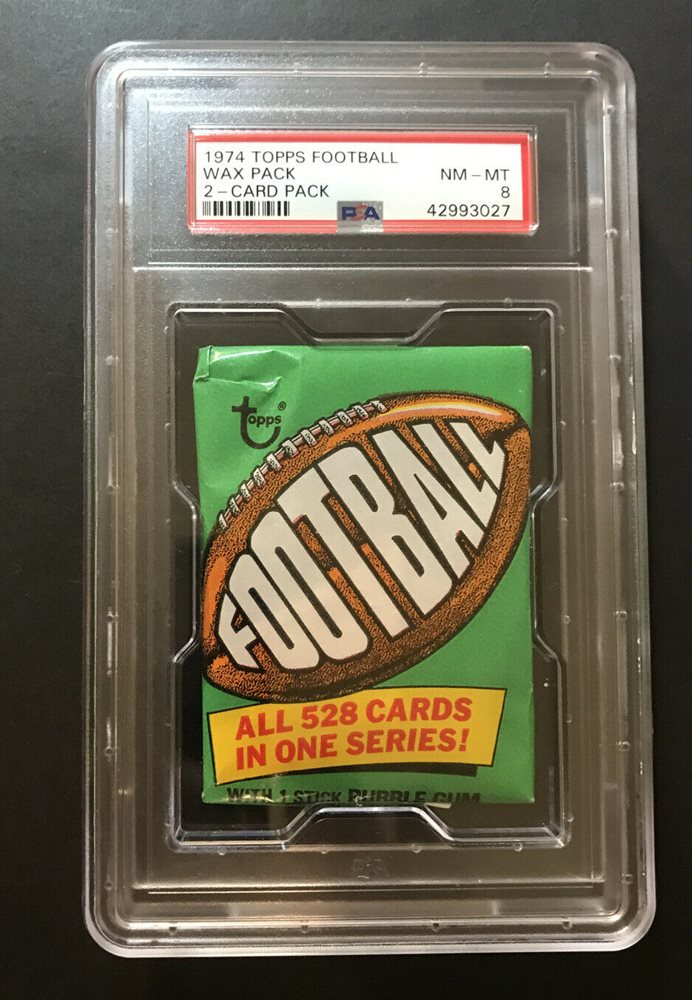 1974 TOPPS FOOTBALL
WAX PACK
NM – MT
2 – CARD PACK
8
PSA
42993027
topps®
FOOTBALL
ALL 528 CARDS
IN ONE SERIES!
WITH 1 STICK BUBBLE GUM
PSA